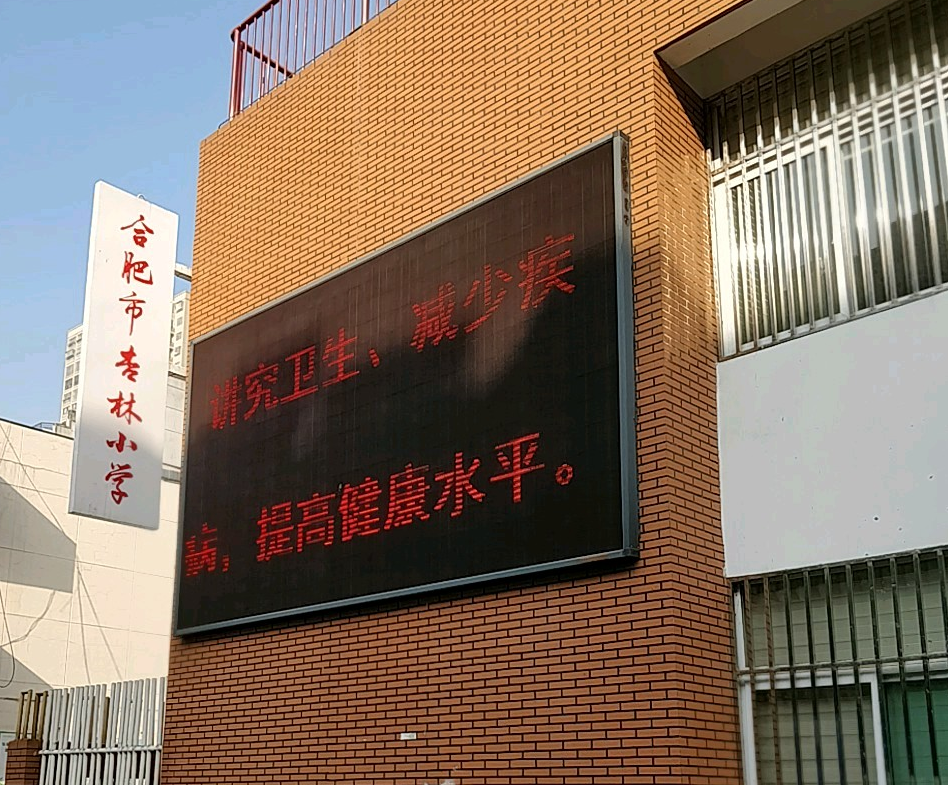 合肥市杏林小学
讲究卫生、减少疾
病，提高健康水平。